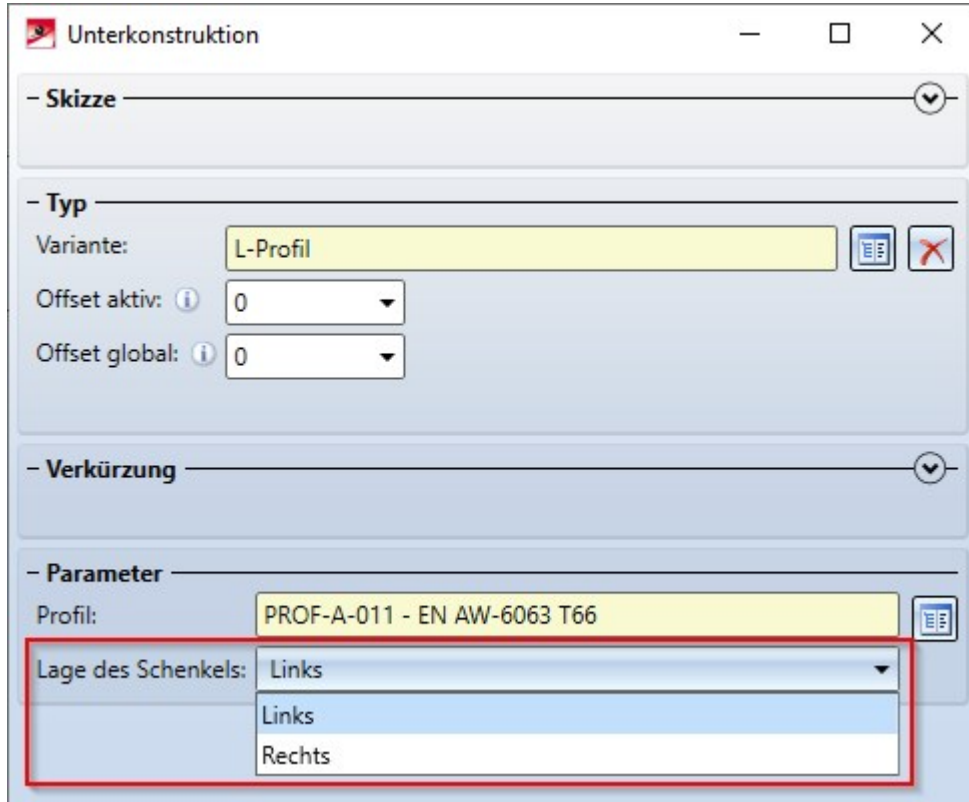 Unterkonstruktion
Skizze
Typ
Variante: L-Profil
Offset aktiv: 0
Offset global: 0
Verkürzung
Parameter
Profil: PROF-A-011 - EN AW-6063 T66
Lage des Schenkels: Links
Links
Rechts